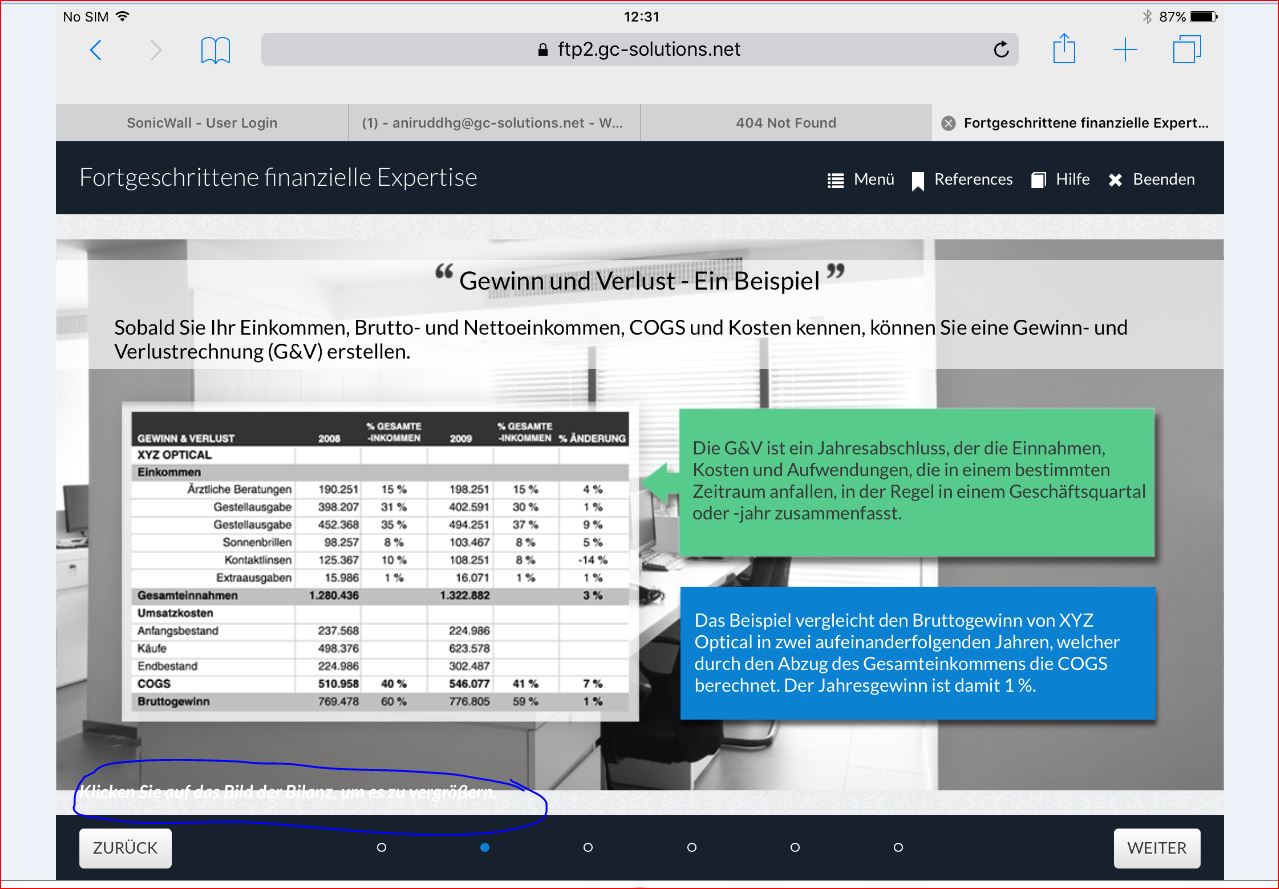 No SIM 12:31 87%
ftp2.gc-solutions.net
SonicWall - User Login (1) - aniruddhg@gc-solutions.net - W... 404 Not Found Fortgeschrittene finanzielle Expert...
Fortgeschrittene finanzielle Expertise Menü References Hilfe Beenden
“ Gewinn und Verlust - Ein Beispiel ”
Sobald Sie Ihr Einkommen, Brutto- und Nettoeinkommen, COGS und Kosten kennen, können Sie eine Gewinn- und
Verlustrechnung (G&V) erstellen.
GEWINN & VERLUST 2008 % GESAMTE -INKOMMEN 2009 % GESAMTE -INKOMMEN % ÄNDERUNG
XYZ OPTICAL
Einkommen
Ärztliche Beratungen 190.251 15 % 198.251 15 % 4 %
Gestellausgabe 398.207 31 % 402.591 30 % 1 %
Gestellausgabe 452.368 35 % 494.251 37 % 9 %
Sonnenbrillen 98.257 8 % 103.467 8 % 5 %
Kontaktlinsen 125.367 10 % 108.251 8 % -14 %
Extraausgaben 15.986 1 % 16.071 1 % 1 %
Gesamteinnahmen 1.280.436 1.322.882 3 %
Umsatzkosten
Anfangsbestand 237.568 224.986
Käufe 498.376 623.578
Endbestand 224.986 302.487
COGS 510.958 40 % 546.077 41 % 7 %
Bruttogewinn 769.478 60 % 776.805 59 % 1 %
Die G&V ist ein Jahresabschluss, der die Einnahmen,
Kosten und Aufwendungen, die in einem bestimmten
Zeitraum anfallen, in der Regel in einem Geschäftsquartal
oder -jahr zusammenfasst.
Das Beispiel vergleicht den Bruttogewinn von XYZ
Optical in zwei aufeinanderfolgenden Jahren, welcher
durch den Abzug des Gesamteinkommens die COGS
berechnet. Der Jahresgewinn ist damit 1 %.
Klicken Sie auf das Bild der Bilanz, um es zu vergrößern.
ZURÜCK WEITER